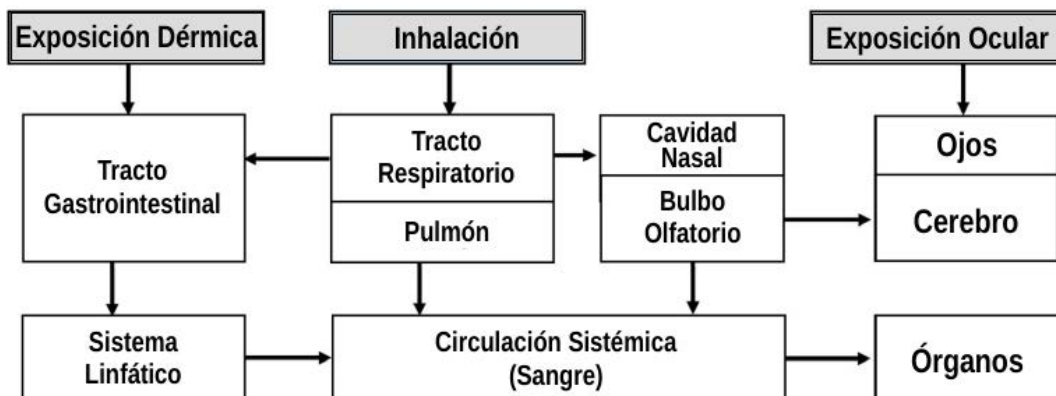 Exposición Dérmica
Inhalación
Exposición Ocular
Tracto
Gastrointestinal
Tracto
Respiratorio
Pulmón
Cavidad
Nasal
Bulbo
Olfatorio
Ojos
Cerebro
Sistema
Linfático
Circulación Sistémica
(Sangre)
Órganos